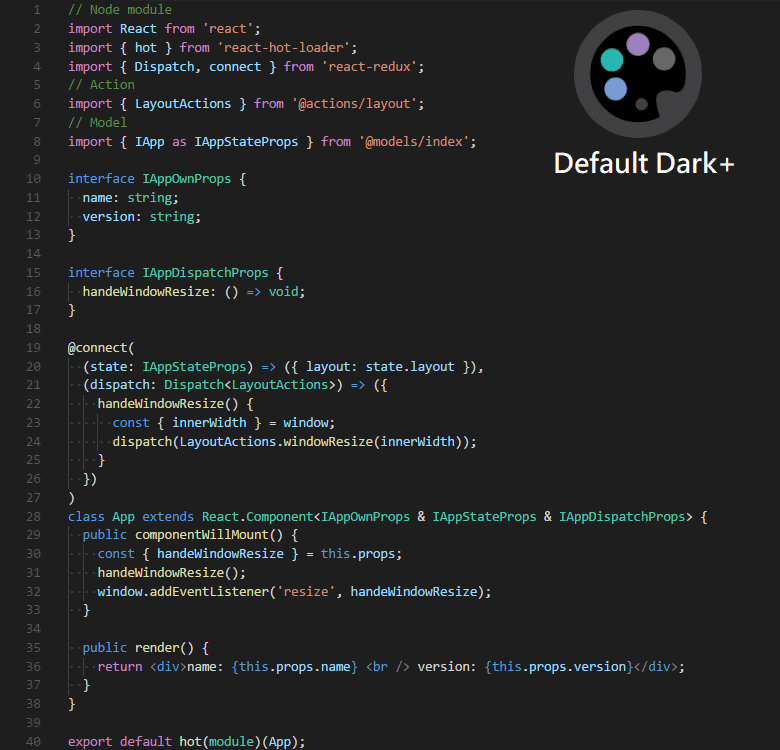 1 // Node module
2 import React from 'react';
3 import { hot } from 'react-hot-loader';
4 import { Dispatch, connect } from 'react-redux';
5 // Action
6 import { LayoutActions } from '@actions/layout';
7 // Model
8 import { IApp as IAppStateProps } from '@models/index';
Default Dark+
9
10 interface IAppOwnProps {
11   name: string;
12   version: string;
13 }
14
15 interface IAppDispatchProps {
16   handeWindowResize: () => void;
17 }
18
19 @connect(
20   (state: IAppStateProps) => ({ layout: state.layout }),
21   (dispatch: Dispatch<LayoutActions>) => ({
22     handeWindowResize() {
23       const { innerWidth } = window;
24       dispatch(LayoutActions.windowResize(innerWidth));
25     }
26   })
27 )
28 class App extends React.Component<IAppOwnProps & IAppStateProps & IAppDispatchProps> {
29   public componentWillMount() {
30     const { handeWindowResize } = this.props;
31     handeWindowResize();
32     window.addEventListener('resize', handeWindowResize);
33   }
34
35   public render() {
36     return <div>name: {this.props.name} <br /> version: {this.props.version}</div>;
37   }
38 }
39
40 export default hot(module)(App);